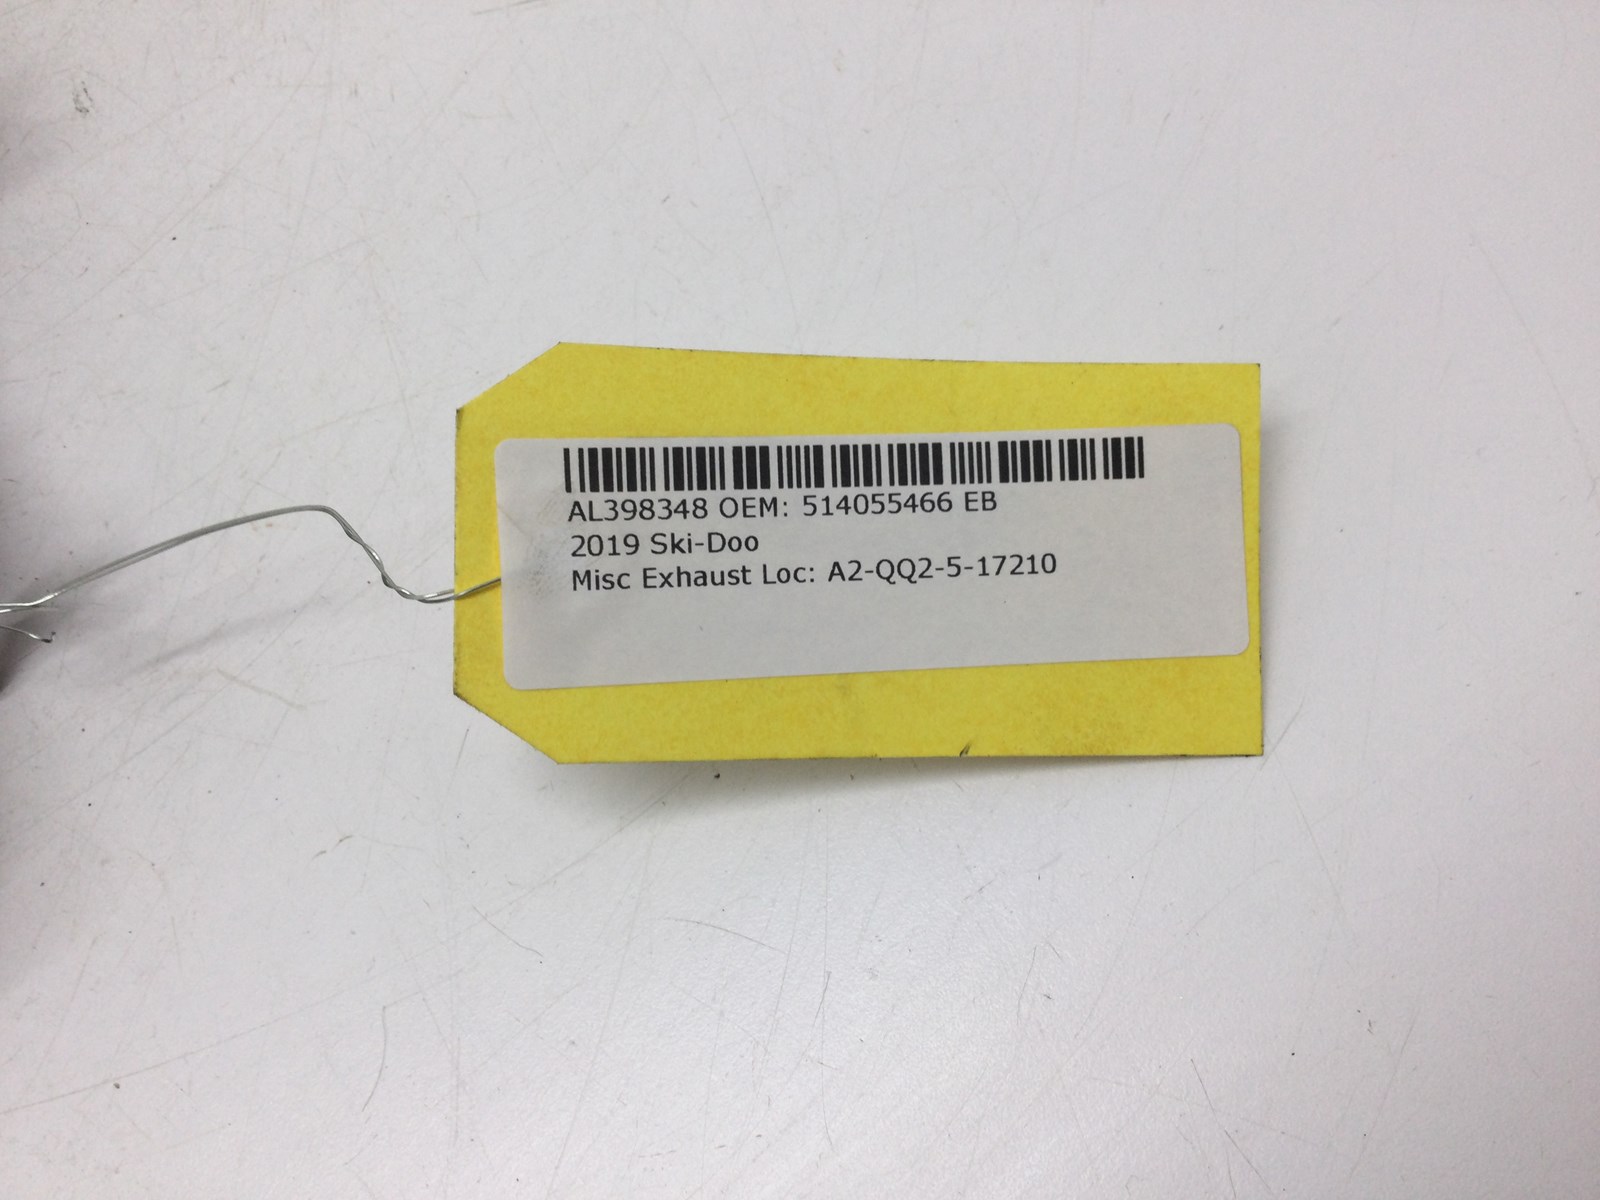 AL398348 OEM: 514055466 EB
2019 Ski-Doo
Misc Exhaust Loc: A2-QQ2-5-17210